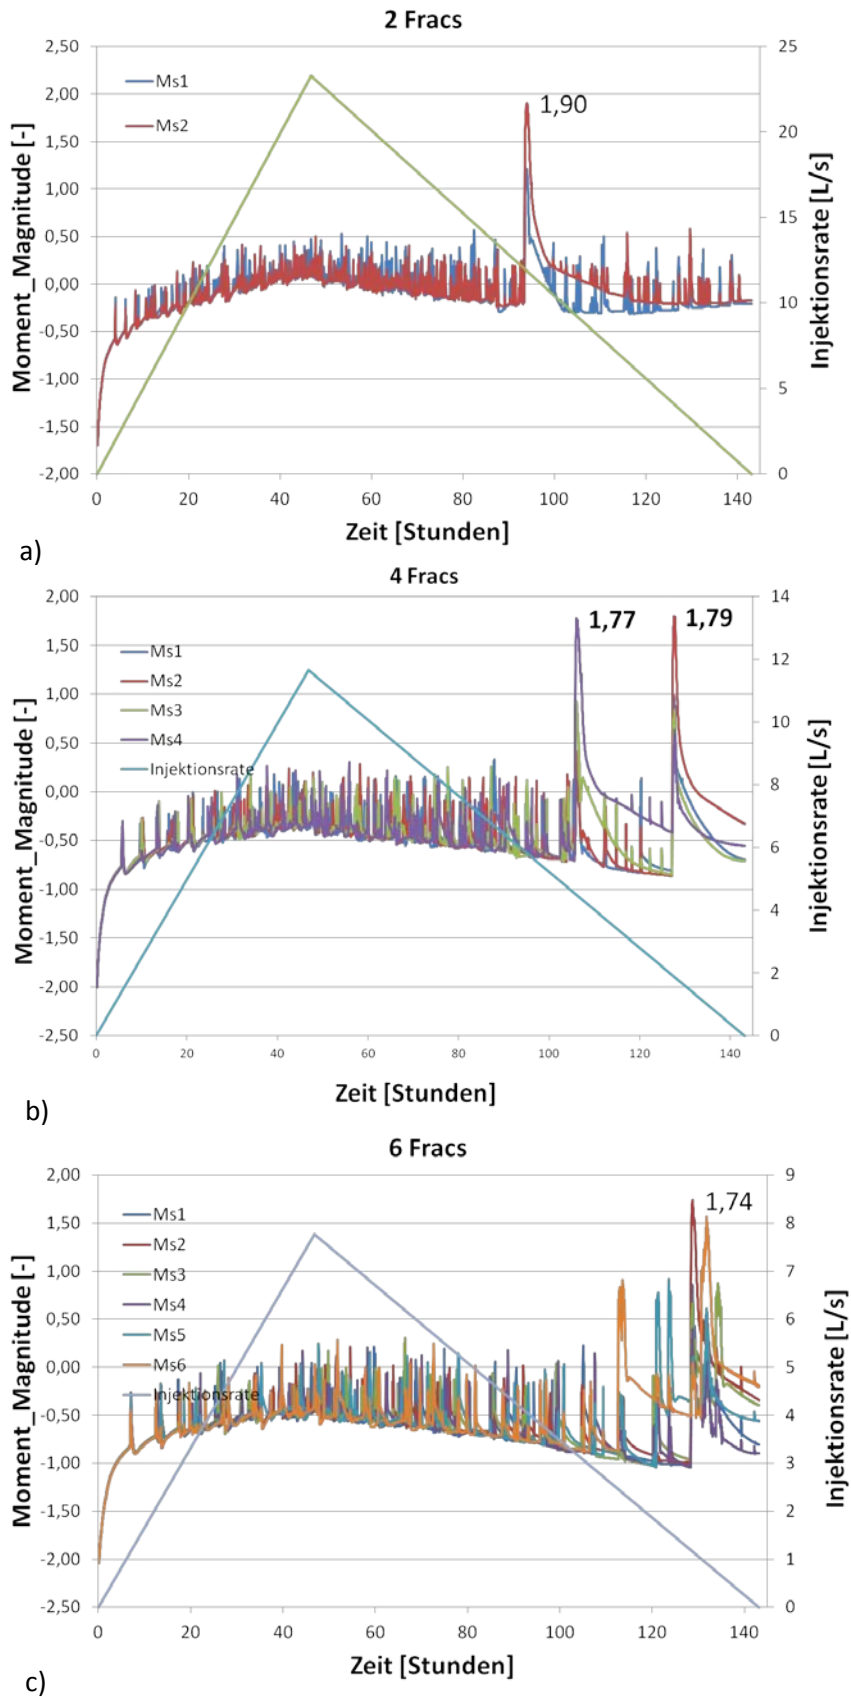 2 Fracs
2,50
2,00
1,50
1,00
0,50
0,00
-0,50
-1,00
-1,50
-2,00
Moment_Magnitude [-]
Ms1
Ms2
1,90
25
20
15
10
5
0
Injektionsrate [L/s]
0 20 40 60 80 100 120 140
Zeit [Stunden]
a)
4 Fracs
2,00
1,50
1,00
0,50
0,00
-0,50
-1,00
-1,50
-2,00
-2,50
Moment_Magnitude [-]
Ms1
Ms2
Ms3
Ms4
Injektionsrate
1,77 1,79
14
12
10
8
6
4
2
0
Injektionsrate [L/s]
0 20 40 60 80 100 120 140
Zeit [Stunden]
b)
6 Fracs
2,00
1,50
1,00
0,50
0,00
-0,50
-1,00
-1,50
-2,00
-2,50
Moment_Magnitude [-]
Ms1
Ms2
Ms3
Ms4
Ms5
Ms6
Injektionsrate
1,74
9
8
7
6
5
4
3
2
1
0
Injektionsrate [L/s]
0 20 40 60 80 100 120 140
Zeit [Stunden]
c)